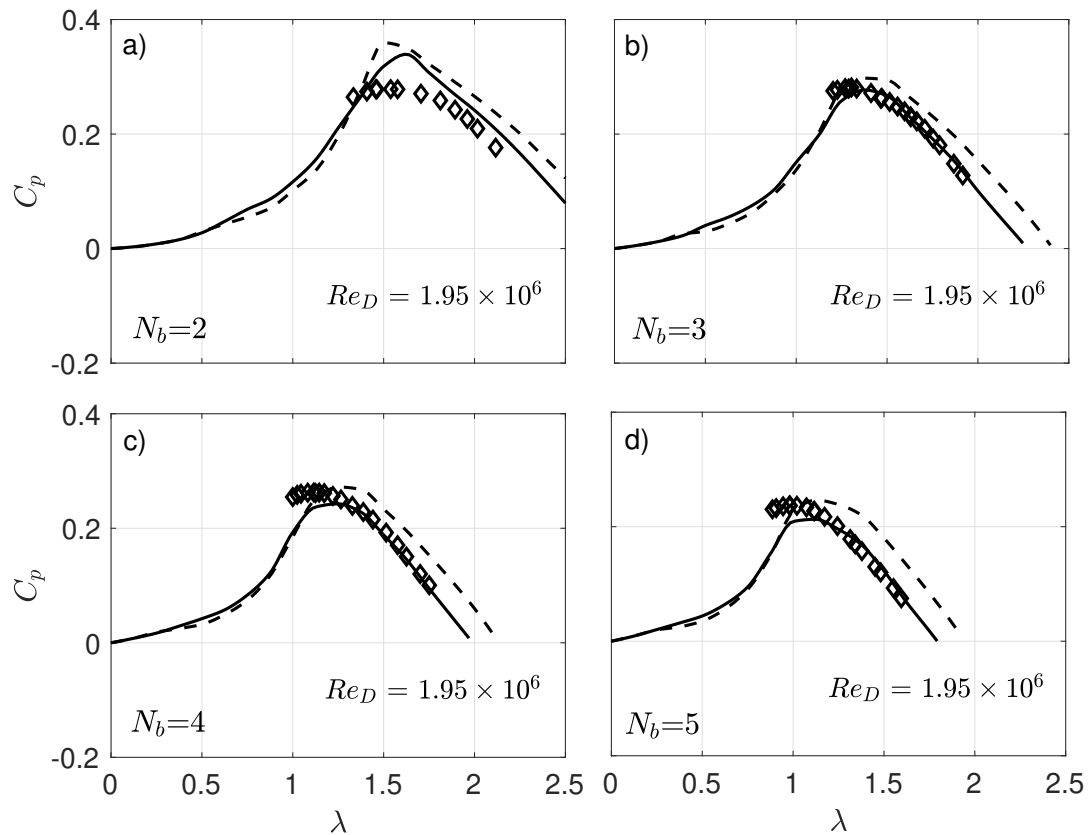 a)
0.4
0.2
0
-0.2
C_p
Re_D = 1.95 × 10^6
N_b=2
b)
Re_D = 1.95 × 10^6
N_b=3
c)
0.4
0.2
0
-0.2
C_p
Re_D = 1.95 × 10^6
N_b=4
0 0.5 1 1.5 2 2.5
λ
d)
Re_D = 1.95 × 10^6
N_b=5
0 0.5 1 1.5 2 2.5
λ